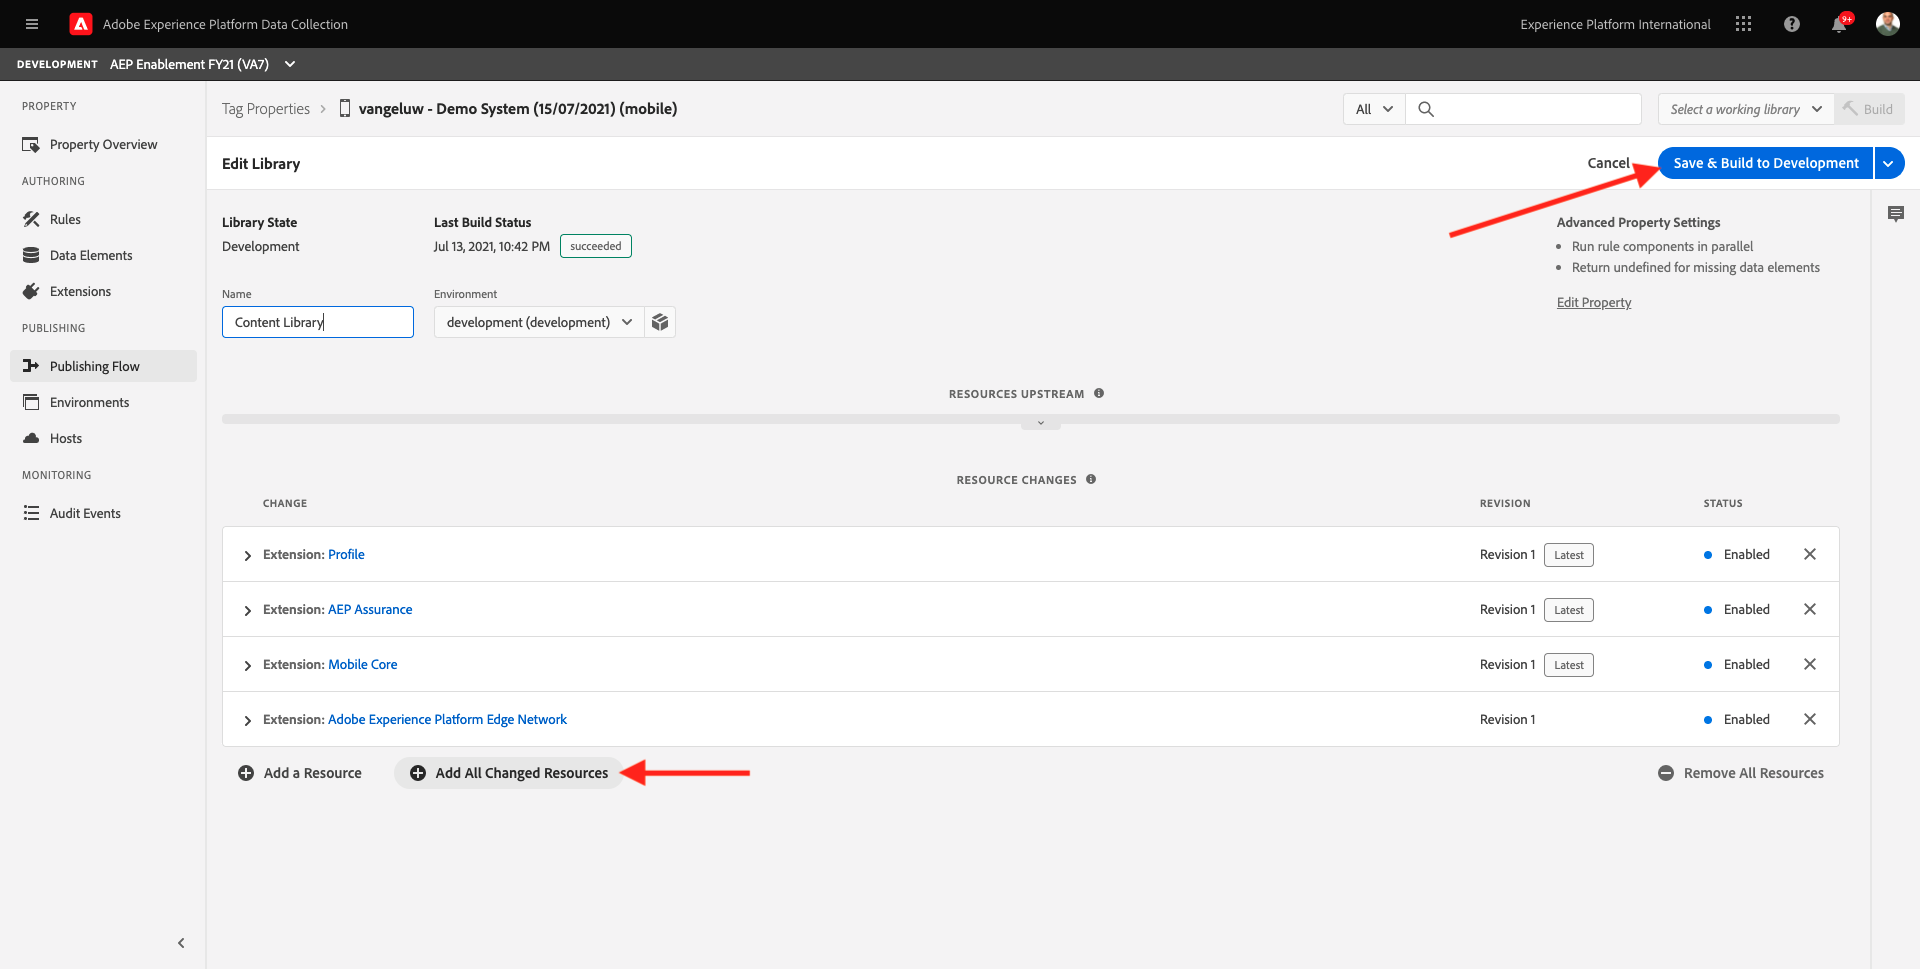 Adobe Experience Platform Data Collection
Experience Platform International
9+
DEVELOPMENT AEP Enablement FY21 (VA7)
PROPERTY
Property Overview
AUTHORING
Rules
Data Elements
Extensions
PUBLISHING
Publishing Flow
Environments
Hosts
MONITORING
Audit Events
Tag Properties > vangeluw - Demo System (15/07/2021) (mobile)
All
Select a working library
Build
Edit Library
Cancel
Save & Build to Development
Library State
Development
Last Build Status
Jul 13, 2021, 10:42 PM succeeded
Advanced Property Settings
• Run rule components in parallel
• Return undefined for missing data elements
Edit Property
Name
Content Library
Environment
development (development)
RESOURCES UPSTREAM
RESOURCE CHANGES
CHANGE REVISION STATUS
Extension: Profile Revision 1 Latest Enabled
Extension: AEP Assurance Revision 1 Latest Enabled
Extension: Mobile Core Revision 1 Latest Enabled
Extension: Adobe Experience Platform Edge Network Revision 1 Enabled
Add a Resource
Add All Changed Resources
Remove All Resources